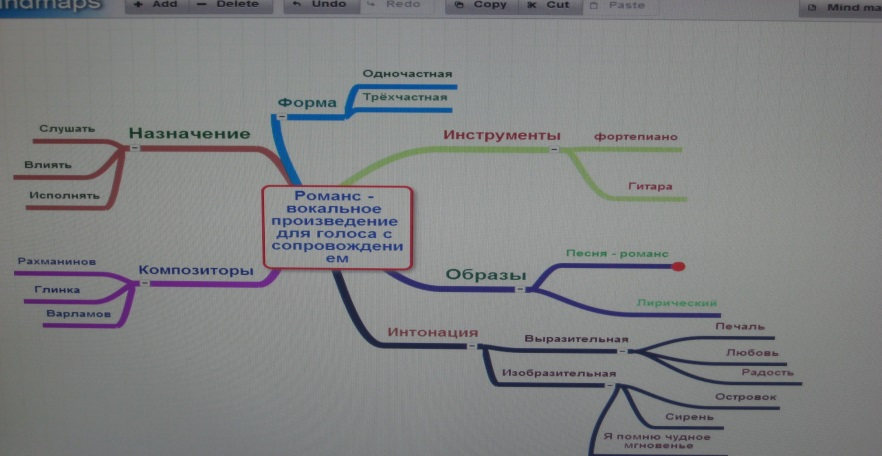 ndmaps
+ Add
− Delete
Undo
Redo
Copy
Cut
Paste
Mind ma
Форма
Одночастная
Трёхчастная
Назначение
Слушать
Влиять
Исполнять
Инструменты
фортепиано
Гитара
Романс -
вокальное
произведение
для голоса с
сопровождени
ем
Композиторы
Рахманинов
Глинка
Варламов
Образы
Песня - романс
Лирический
Интонация
Выразительная
Печаль
Любовь
Радость
Изобразительная
Островок
Сирень
Я помню чудное
мгновенье